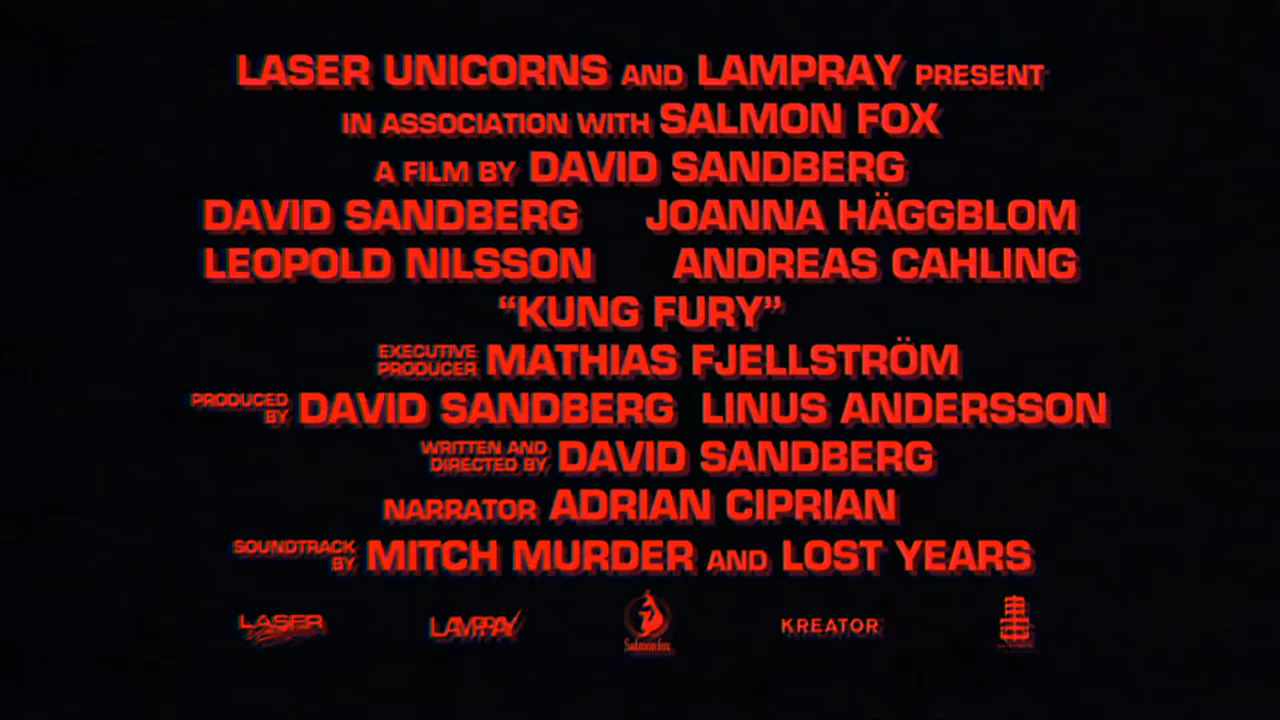 LASER UNICORNS AND LAMPRAY PRESENT
IN ASSOCIATION WITH SALMON FOX
A FILM BY DAVID SANDBERG
DAVID SANDBERG JOANNA HÄGGBLOM
LEOPOLD NILSSON ANDREAS CAHLING
“KUNG FURY”
EXECUTIVE PRODUCER MATHIAS FJELLSTRÖM
PRODUCED BY DAVID SANDBERG LINUS ANDERSSON
WRITTEN AND DIRECTED BY DAVID SANDBERG
NARRATOR ADRIAN CIPRIAN
SOUNDTRACK BY MITCH MURDER AND LOST YEARS
LASER LAMPRAY Salmonfox KREATOR